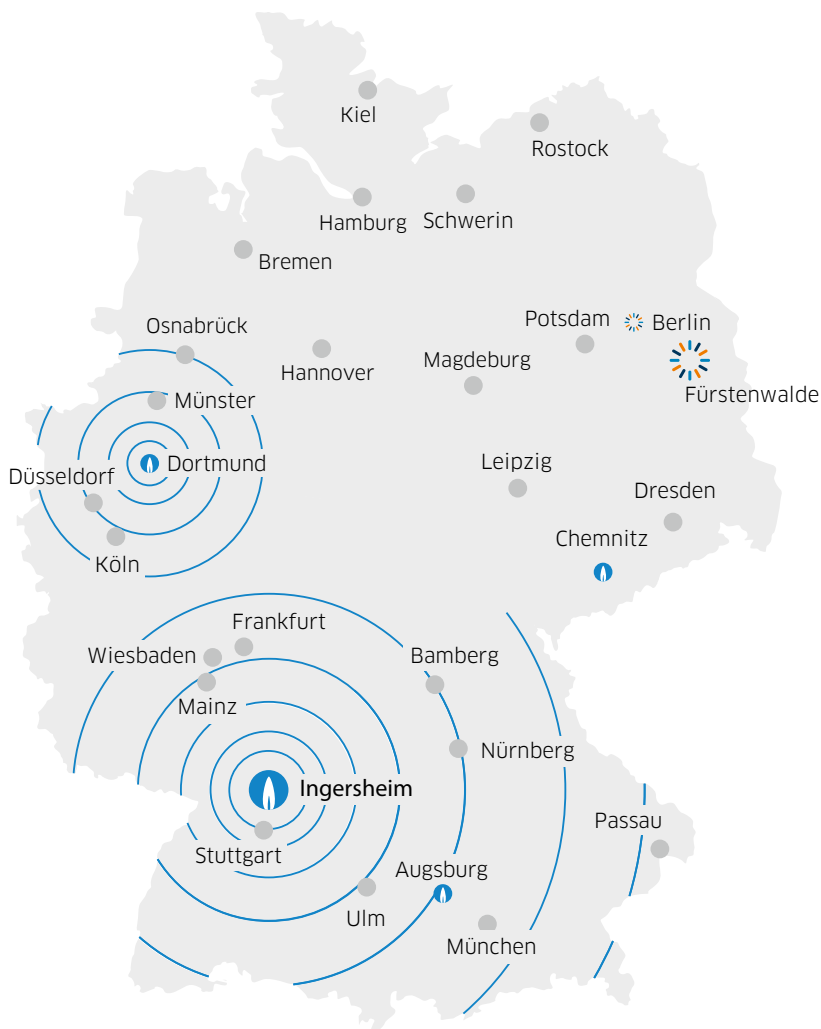 Kiel
Rostock
Hamburg
Schwerin
Bremen
Osnabrück
Potsdam
Berlin
Hannover
Magdeburg
Fürstenwalde
Münster
Dortmund
Düsseldorf
Leipzig
Dresden
Chemnitz
Köln
Frankfurt
Wiesbaden
Bamberg
Mainz
Nürnberg
Ingersheim
Passau
Stuttgart
Augsburg
Ulm
München